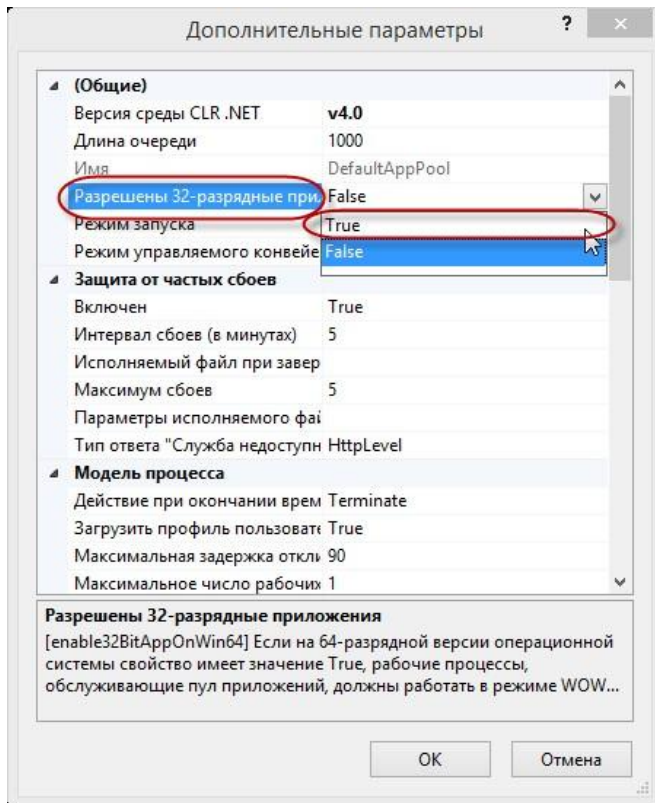 Дополнительные параметры
?
(Общие)
Версия среды CLR .NET v4.0
Длина очереди 1000
Имя DefaultAppPool
Разрешены 32-разрядные при False
Режим запуска True
Режим управляемого конвейе False
Защита от частых сбоев
Включен True
Интервал сбоев (в минутах) 5
Исполняемый файл при завер
Максимум сбоев 5
Параметры исполняемого фай
Тип ответа "Служба недоступн HttpLevel
Модель процесса
Действие при окончании врем Terminate
Загрузить профиль пользоват True
Максимальная задержка откли 90
Максимальное число рабочих 1
Разрешены 32-разрядные приложения
[enable32BitAppOnWin64] Если на 64-разрядной версии операционной
системы свойство имеет значение True, рабочие процессы,
обслуживающие пул приложений, должны работать в режиме WOW...
ОК Отмена